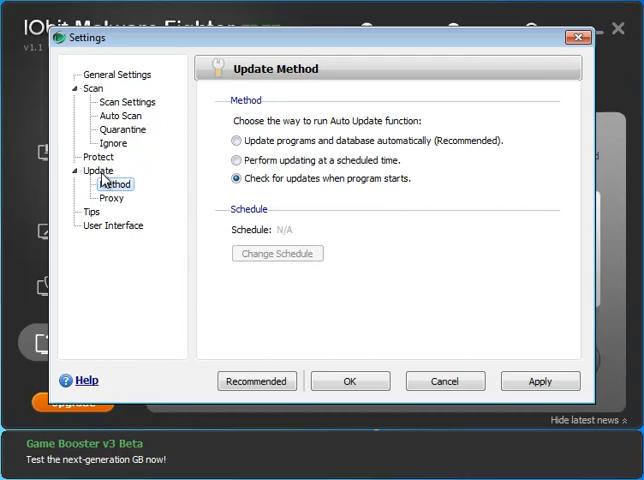 IObit Malware Fighter
v1.1
Settings
General Settings
Scan
Scan Settings
Auto Scan
Quarantine
Ignore
Protect
Update
Method
Proxy
Tips
User Interface
Update Method
Method
Choose the way to run Auto Update function:
Update programs and database automatically (Recommended).
Perform updating at a scheduled time.
Check for updates when program starts.
Schedule
Schedule: N/A
Change Schedule
Help
Recommended
OK
Cancel
Apply
Upgrade
Hide latest news
Game Booster v3 Beta
Test the next-generation GB now!